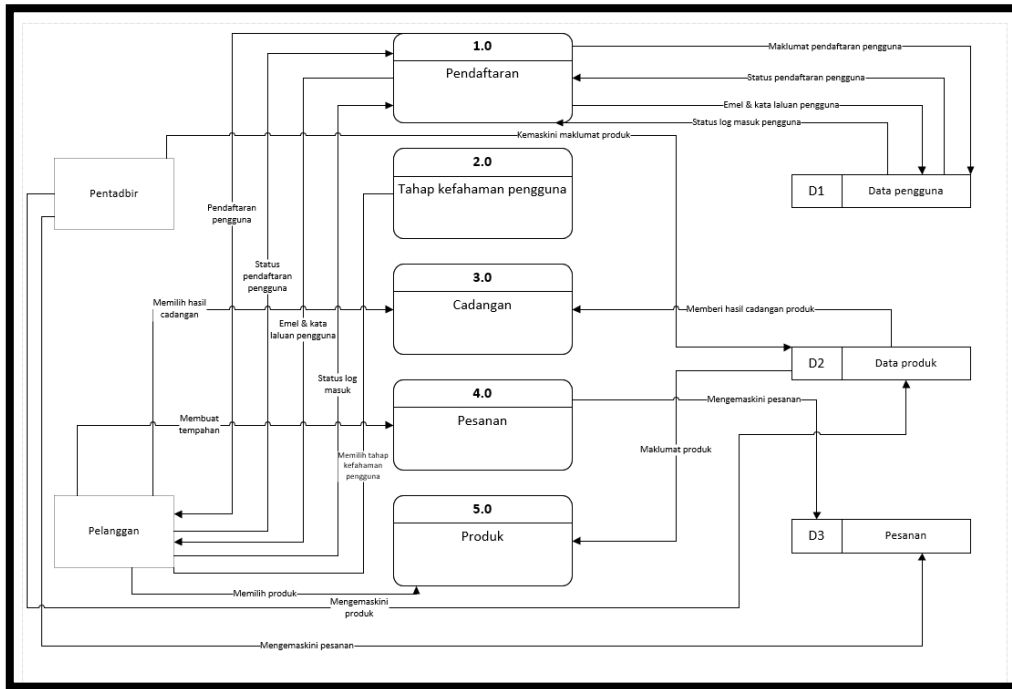 1.0
Pendaftaran
Maklumat pendaftaran pengguna
Status pendaftaran pengguna
Emel & kata laluan pengguna
Status log masuk pengguna
Kemaskini maklumat produk
2.0
Tahap kefahaman pengguna
Pentadbir
D1
Data pengguna
Pendaftaran
pengguna
Status
pendaftaran
pengguna
3.0
Cadangan
Memilih hasil
cadangan
Emel & kata
laluan pengguna
Memberi hasil cadangan produk
Status log
masuk
D2
Data produk
4.0
Pesanan
Mengemaskini pesanan
Membuat
tempahan
Memilih tahap
kefahaman
pengguna
Maklumat produk
5.0
Produk
Pelanggan
D3
Pesanan
Memilih produk
Mengemaskini
produk
Mengemaskini pesanan